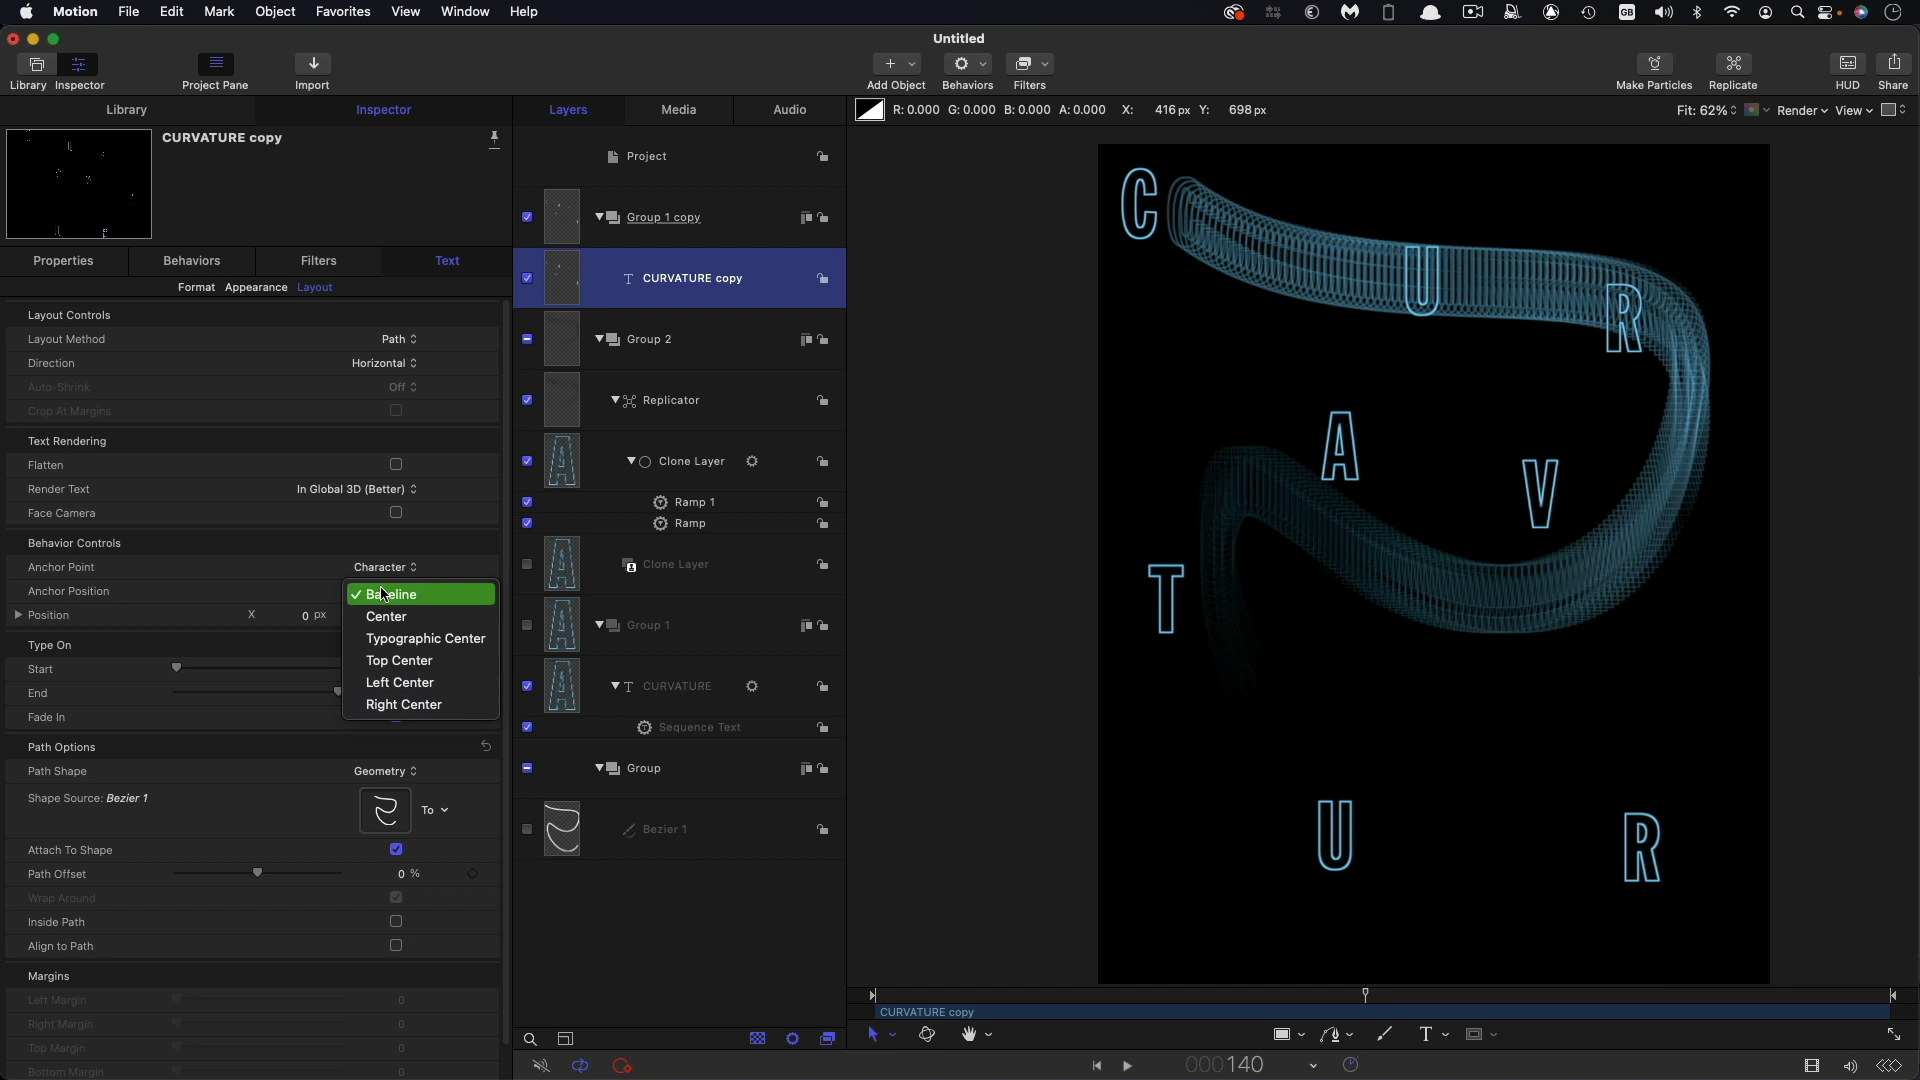 Motion File Edit Mark Object Favorites View Window Help
GB
Untitled
Library Inspector Project Pane Import Add Object Behaviors Filters Make Particles Replicate HUD Share
Library Inspector Layers Media Audio R: 0.000 G: 0.000 B: 0.000 A: 0.000 X: 416 px Y: 698 px Fit: 62% Render View
CURVATURE copy
Properties Behaviors Filters Text
Format Appearance Layout
Layout Controls
Layout Method Path
Direction Horizontal
Auto-Shrink Off
Crop At Margins
Text Rendering
Flatten
Render Text In Global 3D (Better)
Face Camera
Behavior Controls
Anchor Point Character
Anchor Position
Position X 0 px
Baseline
Center
Typographic Center
Top Center
Left Center
Right Center
Type On
Start
End
Fade In
Path Options
Path Shape Geometry
Shape Source: Bezier 1 To
Attach To Shape
Path Offset 0 %
Wrap Around
Inside Path
Align to Path
Margins
Left Margin 0
Right Margin 0
Top Margin 0
Bottom Margin 0
Project
Group 1 copy
T CURVATURE copy
Group 2
Replicator
A Clone Layer
Ramp 1
Ramp
A Clone Layer
A Group 1
A T CURVATURE
Sequence Text
Group
Bezier 1
C
U
R
A
V
T
U
R
CURVATURE copy
T
000140